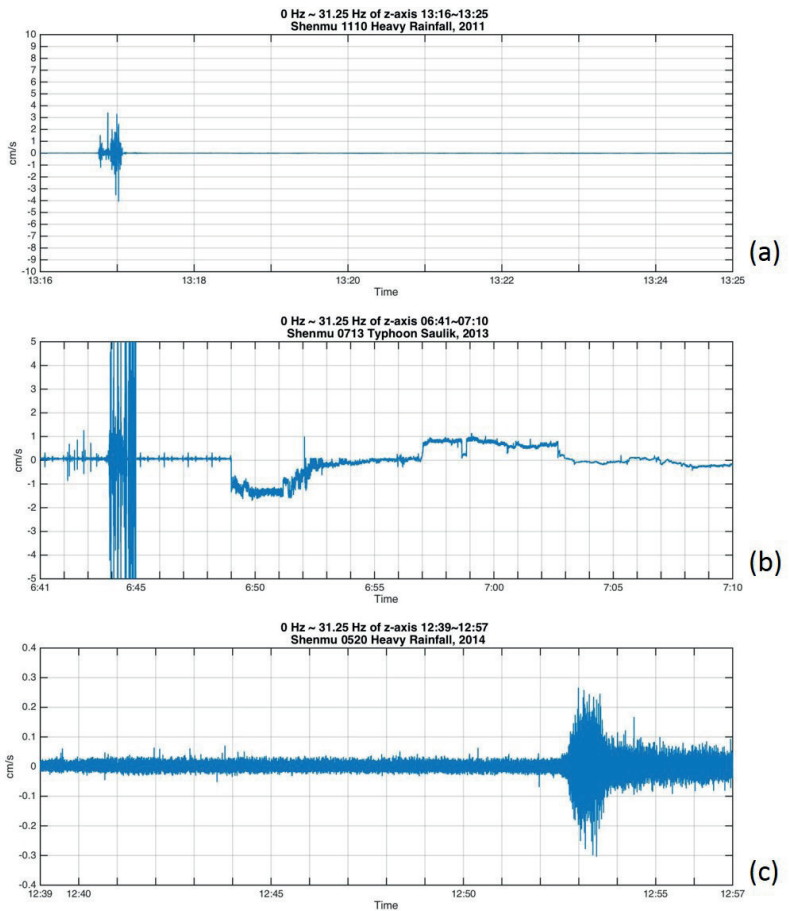 0 Hz ~ 31.25 Hz of z-axis 13:16~13:25
Shenmu 1110 Heavy Rainfall, 2011
10
9
8
7
6
5
4
3
2
1
0
-1
-2
-3
-4
-5
-6
-7
-8
-9
-10
cm/s
13:16 13:18 13:20 13:22 13:24 13:25
Time
(a)
0 Hz ~ 31.25 Hz of z-axis 06:41~07:10
Shenmu 0713 Typhoon Saulik, 2013
5
4
3
2
1
0
-1
-2
-3
-4
-5
cm/s
6:41 6:45 6:50 6:55 7:00 7:05 7:10
Time
(b)
0 Hz ~ 31.25 Hz of z-axis 12:39~12:57
Shenmu 0520 Heavy Rainfall, 2014
0.4
0.3
0.2
0.1
0
-0.1
-0.2
-0.3
-0.4
cm/s
12:39 12:40 12:45 12:50 12:55 12:57
Time
(c)